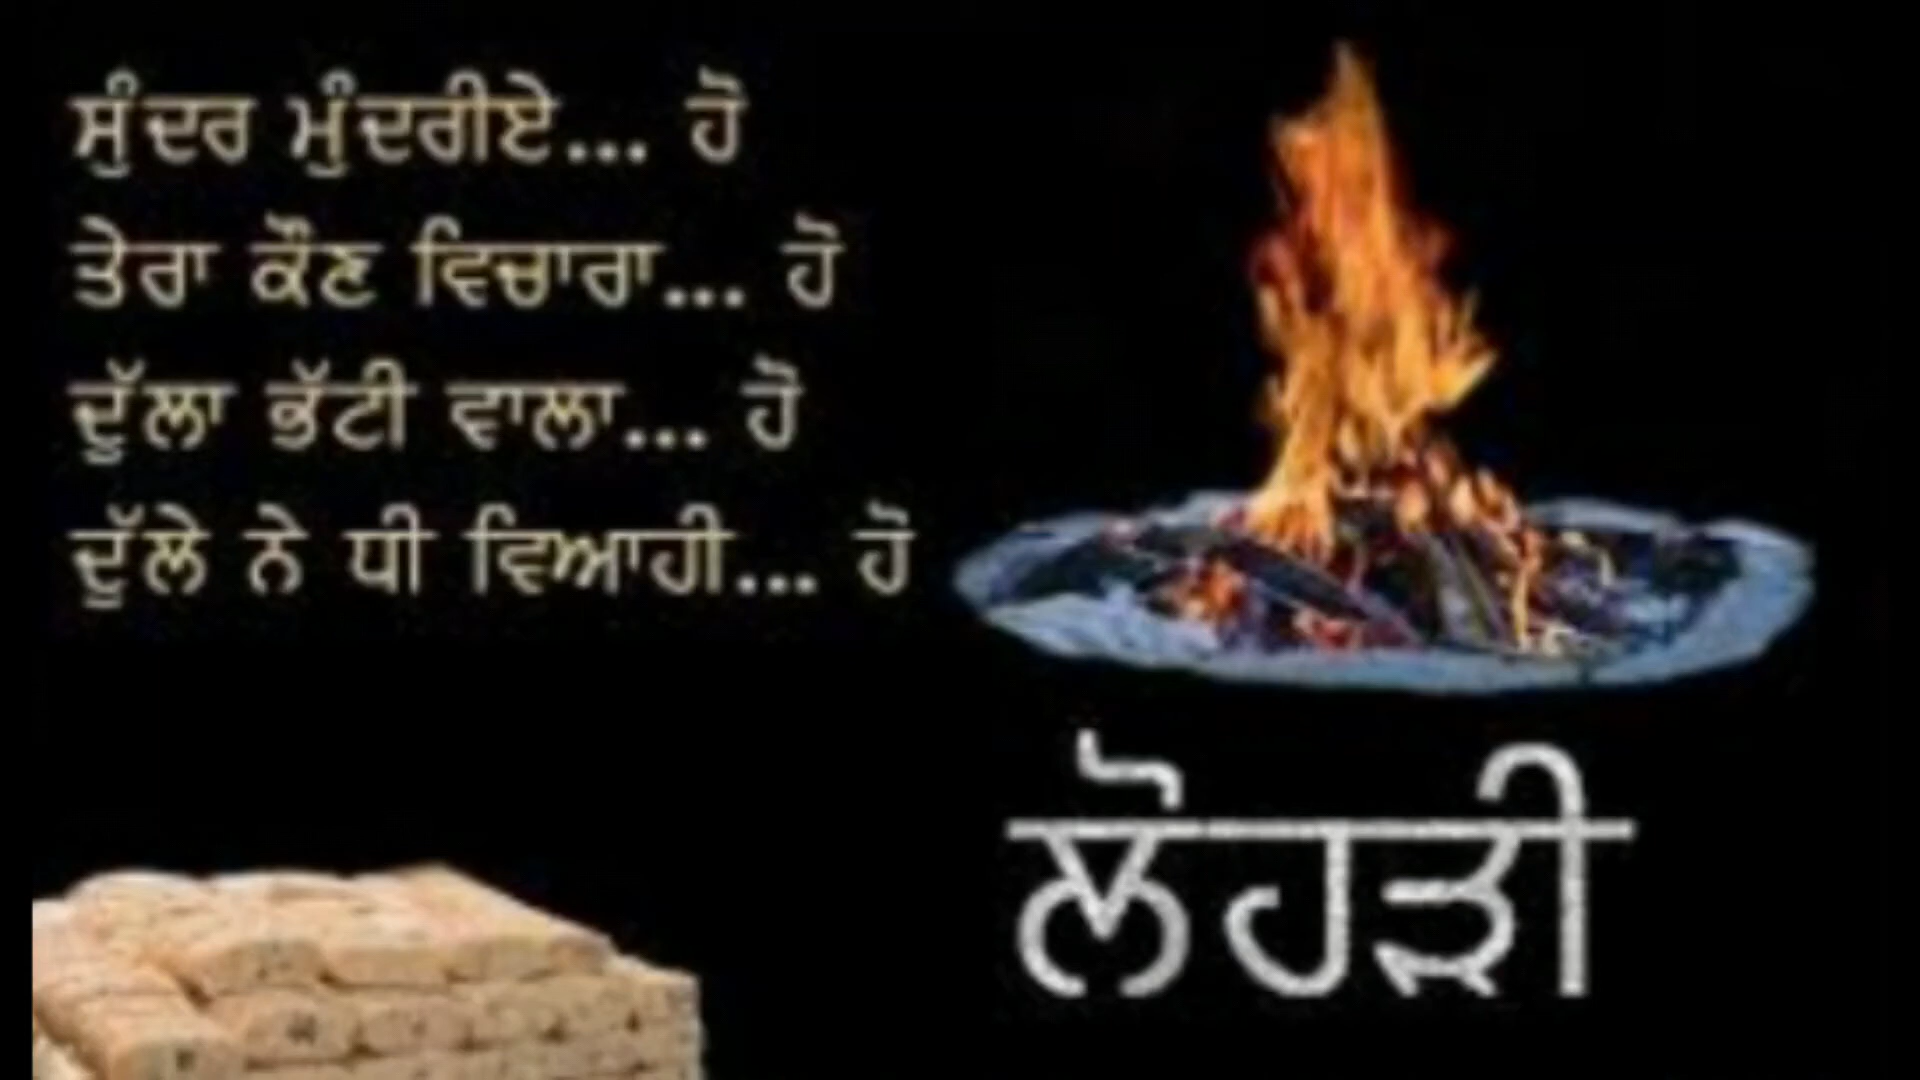 ਸੁੰਦਰ ਮੁੰਦਰੀਏ... ਹੋ
ਤੇਰਾ ਕੌਣ ਵਿਚਾਰਾ... ਹੋ
ਦੁੱਲਾ ਭੱਟੀ ਵਾਲਾ... ਹੋ
ਦੁੱਲੇ ਨੇ ਧੀ ਵਿਆਹੀ... ਹੋ
ਲੋਹੜੀ